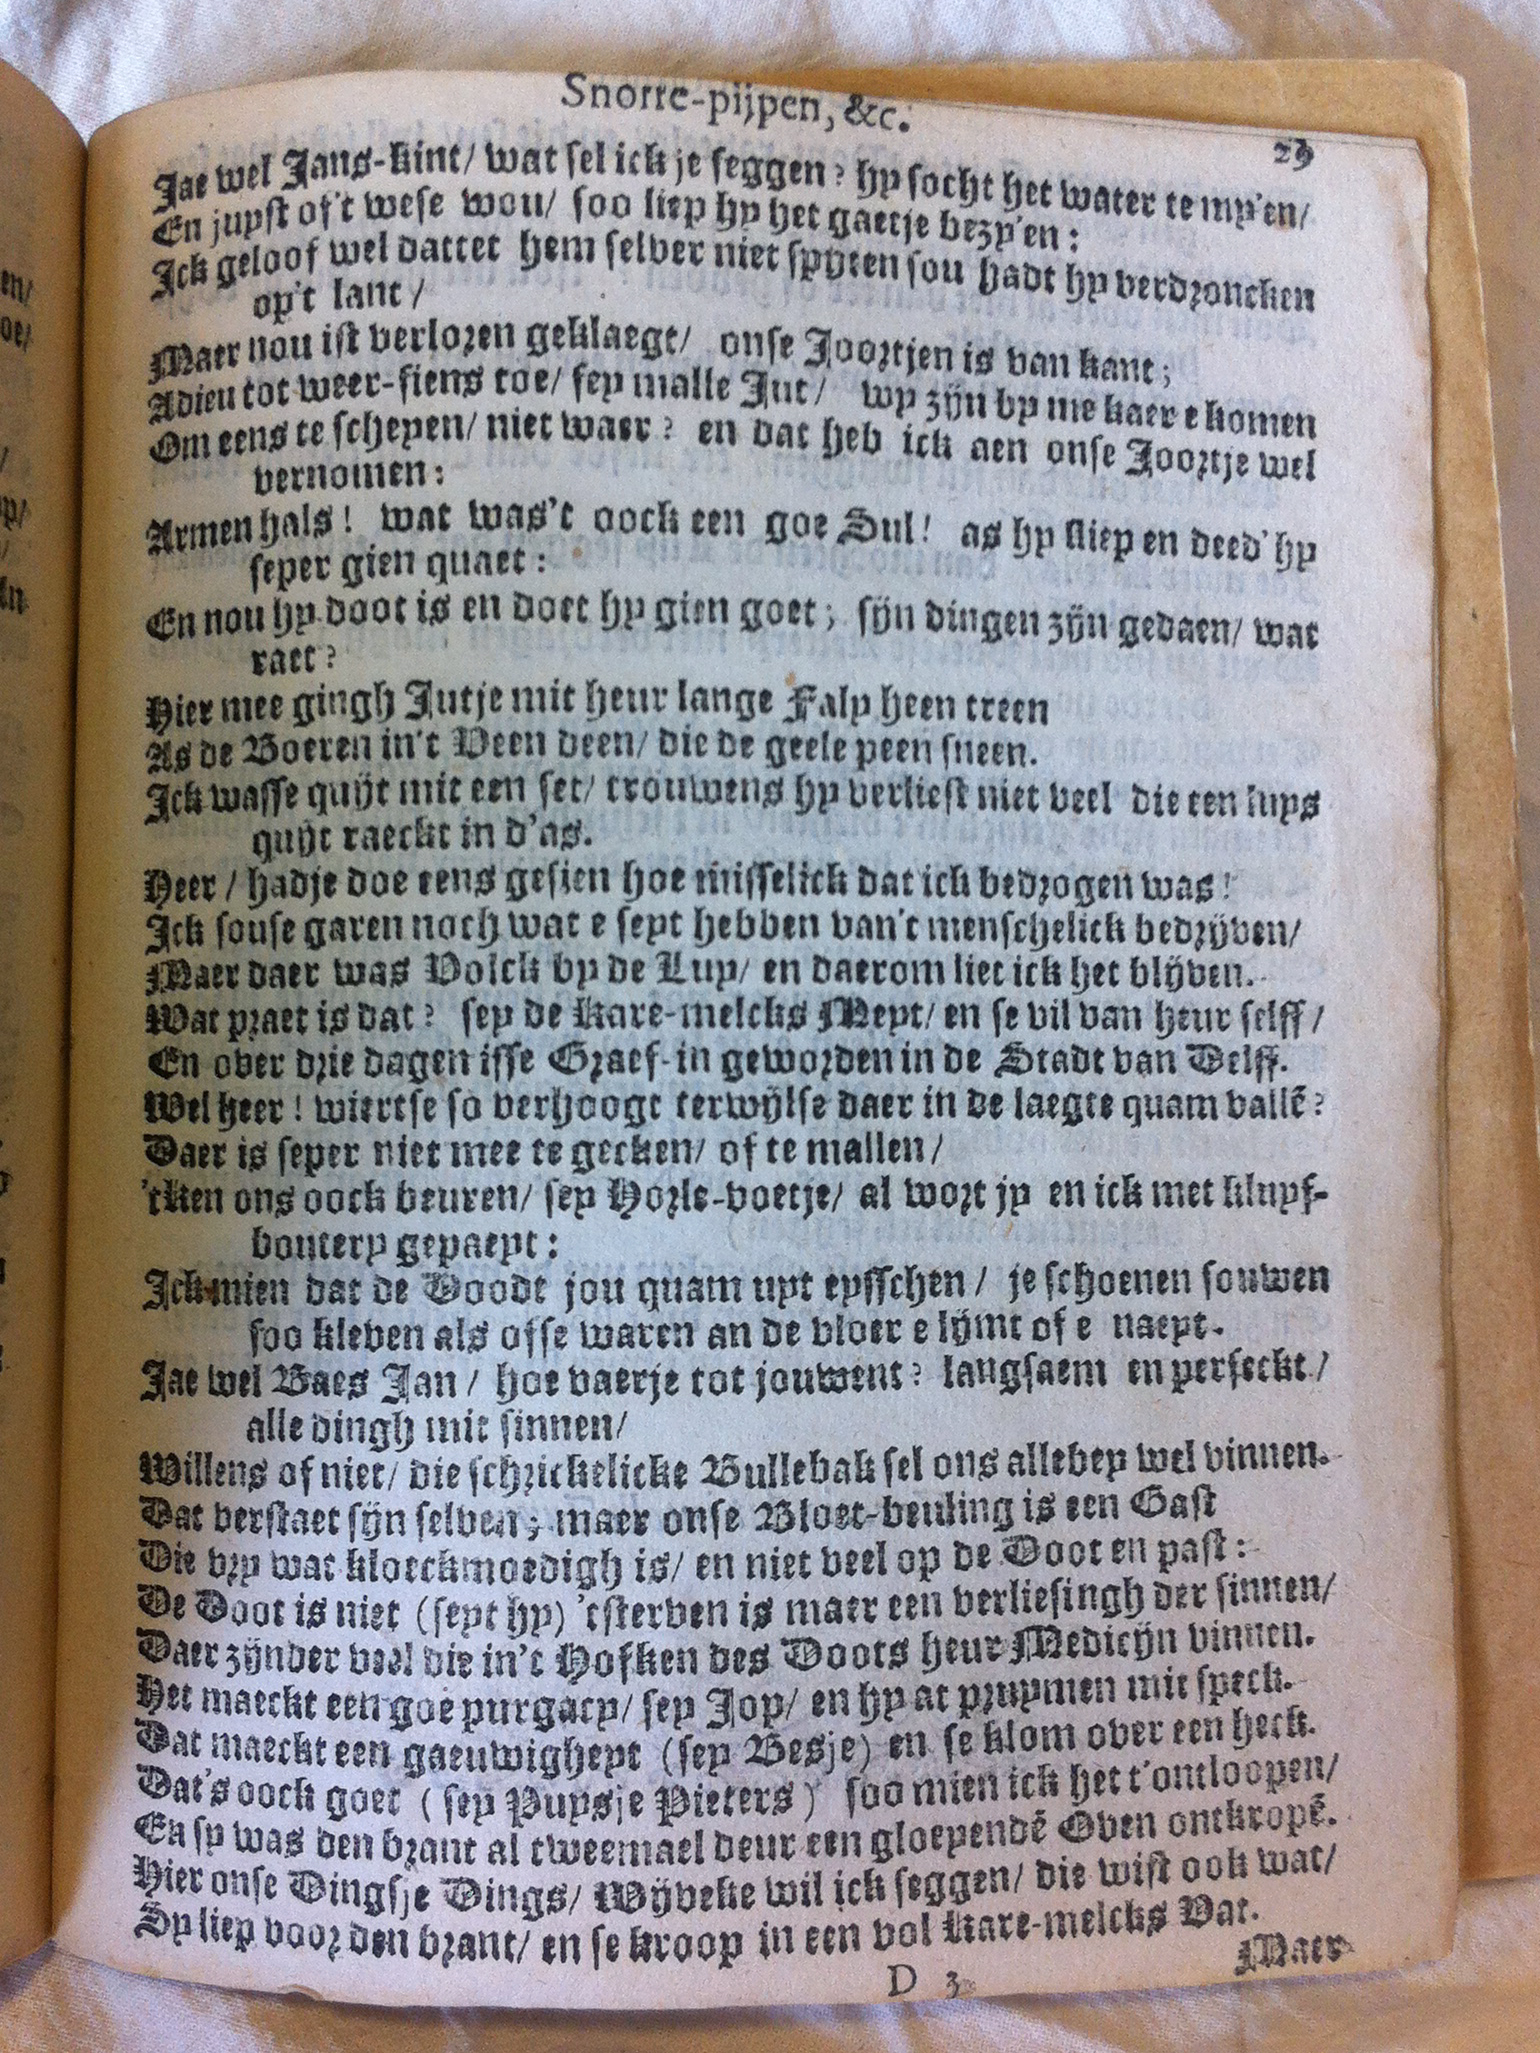 Snorre-pijpen, &c.
29
Jae wel Jans-kint/ wat sel ick je seggen? hy socht het water te my'en/
En juyst of't wese wou/ soo liep hy het gaetje bezy'en:
Ick geloof wel dattet hem selver niet spyten sou hadt hy verdroncken
op't lant/
Maer nou ist verloren geklaegt/ onse Joortjen is van kant;
Adieu tot weer-siens toe/ sey malle Jut/ wy zijn by me kaer e komen
Om eens te scheyen/ niet waer? en dat heb ick aen onse Joortje wel
vernomen:
Armen hals! wat was't oock een goe Sul! as hy sliep en deed' hy
seper gien quaet:
En nou hy doot is en doet hy gien goet; sijn dingen zijn gedaen/ wat
raet?
Hier mee gingh Jutje mit heur lange Faly heen treen
As de Boeren in't Veen deen/ die de geele peen sneen.
Ick wasse quijt mit een set/ trouwens hy verliest niet veel die een luys
quijt raeckt in d'as.
Heer/ hadje doe eens gesien hoe misselick dat ick bedrogen was!
Ick souse garen noch wat e seyt hebben van't menschelick bedrijven/
Maer daer was Volck by de Luy/ en daerom liet ick het blijven.
Wat praet is dat? sey de Kare-melcks Meyt/ en se vil van heur selff/
En over drie dagen isse Graef-in geworden in de Stadt van Delff.
Wel heer! wiertse so verhoogt terwijlse daer in de laegte quam vallē?
Daer is seper niet mee te gecken/ of te mallen/
'tken ons oock beuren/ sey Horle-voetje/ al wort jy en ick met kluyf-
boutery gepaeyt:
Ick mien dat de Doodt jou quam uyt eysschen/ je schoenen souwen
soo kleven als ofse waren an de vloer e lijmt of e naeyt.
Jae wel Baes Jan/ hoe vaerje tot jouwent? langsaem en perfeckt/
alle dingh mit sinnen/
Willens of niet/ die schrickelicke Bullebak sel ons allebey wel vinnen.
Dat verstaet sijn selven; maer onse Bloet-beuling is een Gast
Die vry wat kloeckmoedigh is/ en niet veel op de Doot en past:
De Doot is niet (seyt hy) 'tsterven is maer een verliesingh der sinnen/
Daer zijnder veel die in't Hofken des Doots heur Medicijn vinnen.
Het maeckt een goe purgacy/ sey Jop/ en hy at pruymen mit speck.
Dat maeckt een gaeuwigheyt (sey Besje) en se klom over een heck.
Dat's oock goet (sey Puysje Pieters) soo mien ick het t'ontloopen/
En sy was den brant al tweemael deur een gloeyendē Oven ontkropē.
Hier onse Dingsje Dings/ Wijveke wil ick seggen/ die wist ook wat/
Sy liep voor den brant/ en se kroop in een vol Kare-melcks Vat.
Maer
D 3